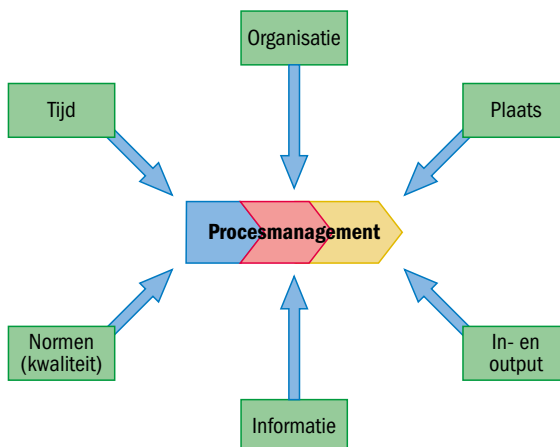 Organisatie
Tijd
Plaats
Procesmanagement
Normen
(kwaliteit)
In- en
output
Informatie